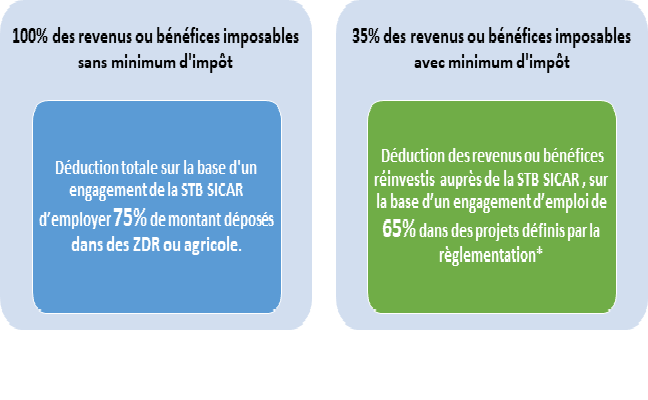 100% des revenus ou bénéfices imposables
sans minimum d'impôt
Déduction totale sur la base d'un
engagement de la STB SICAR
d'employer 75% de montant déposés
dans des ZDR ou agricole.
35% des revenus ou bénéfices imposables
avec minimum d'impôt
Déduction des revenus ou bénéfices
réinvestis auprès de la STB SICAR , sur
la base d'un engagement d'emploi de
65% dans des projets définis par la
règlementation*